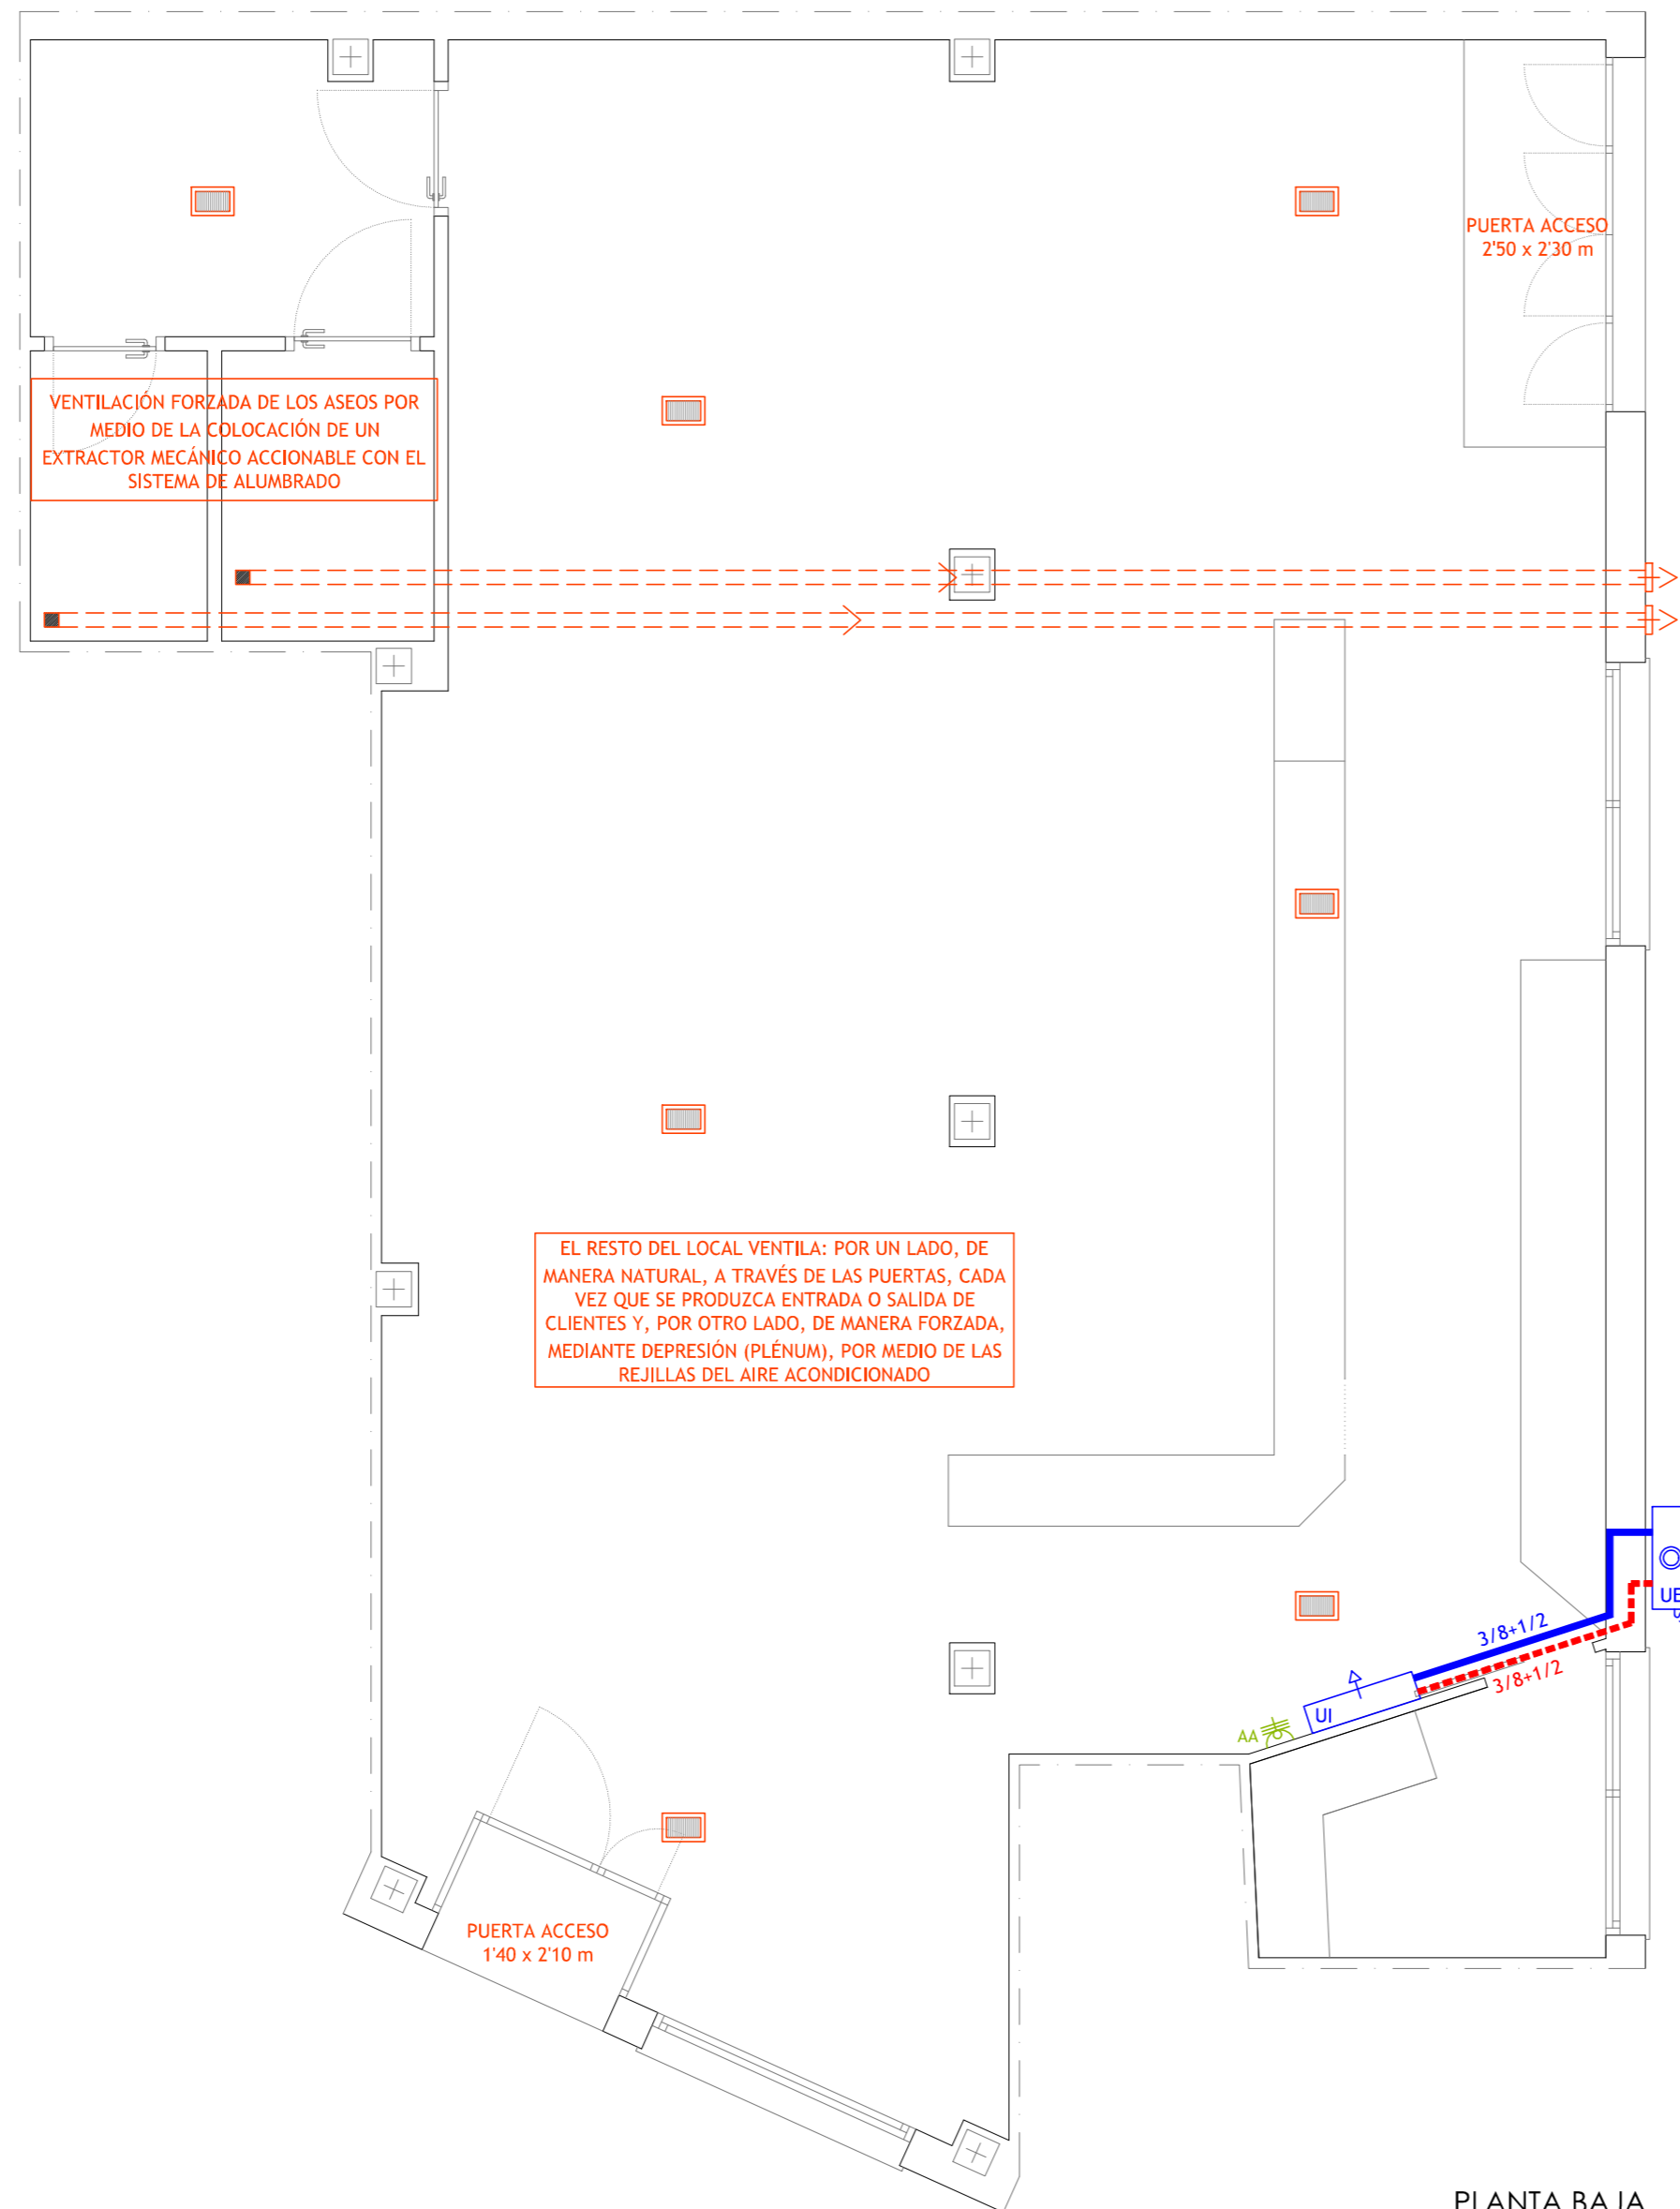 PUERTA ACCESO
2'50 x 2'30 m
VENTILACIÓN FORZADA DE LOS ASEOS POR
MEDIO DE LA COLOCACIÓN DE UN
EXTRACTOR MECÁNICO ACCIONABLE CON EL
SISTEMA DE ALUMBRADO
EL RESTO DEL LOCAL VENTILA: POR UN LADO, DE
MANERA NATURAL, A TRAVÉS DE LAS PUERTAS, CADA
VEZ QUE SE PRODUZCA ENTRADA O SALIDA DE
CLIENTES Y, POR OTRO LADO, DE MANERA FORZADA,
MEDIANTE DEPRESIÓN (PLÉNUM), POR MEDIO DE LAS
REJILLAS DEL AIRE ACONDICIONADO
UE
3/8+1/2
3/8+1/2
UI
AA
PUERTA ACCESO
1'40 x 2'10 m
PLANTA BAJA